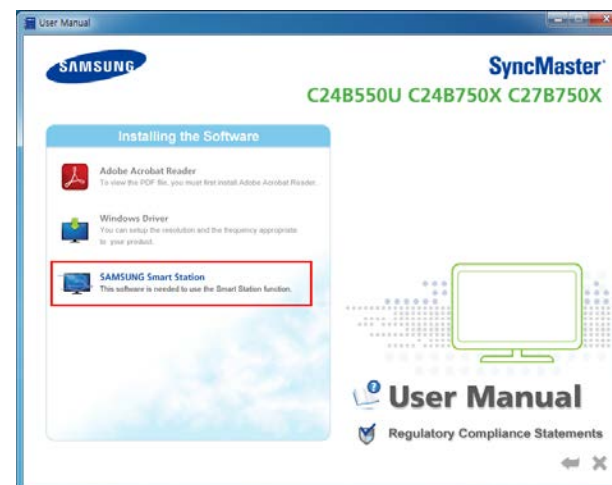 User Manual
SAMSUNG
SyncMaster
C24B550U C24B750X C27B750X
Installing the Software
Adobe Acrobat Reader
To view the PDF file, you must first install Adobe Acrobat Reader.
Windows Driver
You can setup the resolution and the frequency appropriate
to your product.
SAMSUNG Smart Station
This software is needed to use the Smart Station function.
User Manual
Regulatory Compliance Statements